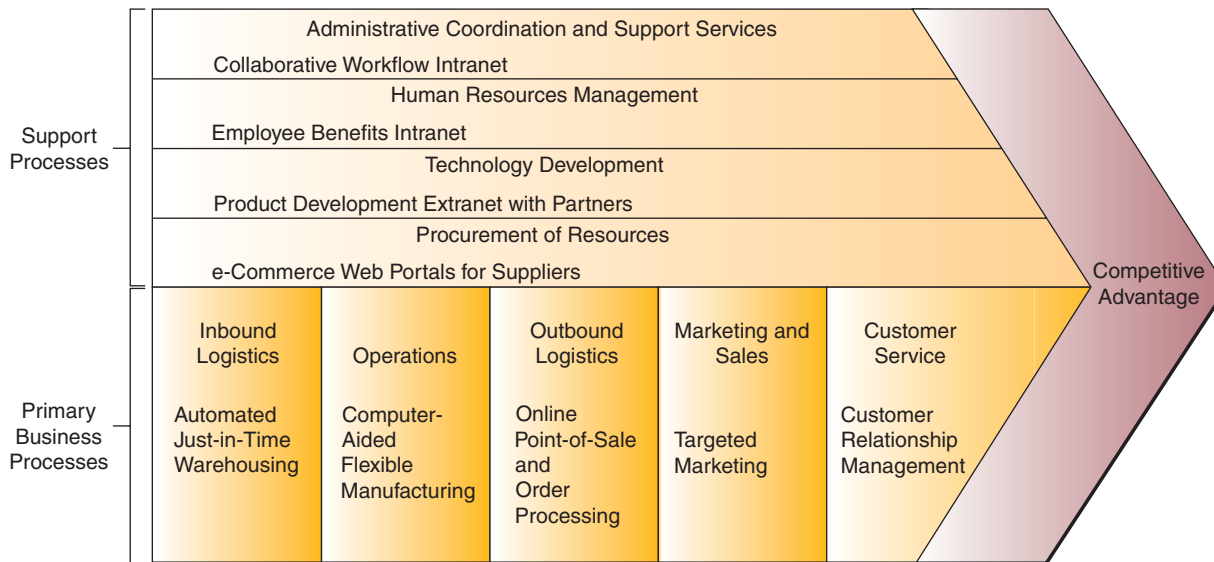 Support
Processes
Administrative Coordination and Support Services
Collaborative Workflow Intranet
Human Resources Management
Employee Benefits Intranet
Technology Development
Product Development Extranet with Partners
Procurement of Resources
e-Commerce Web Portals for Suppliers
Competitive
Advantage
Primary
Business
Processes
Inbound
Logistics
Automated
Just-in-Time
Warehousing
Operations
Computer-
Aided
Flexible
Manufacturing
Outbound
Logistics
Online
Point-of-Sale
and
Order
Processing
Marketing and
Sales
Targeted
Marketing
Customer
Service
Customer
Relationship
Management